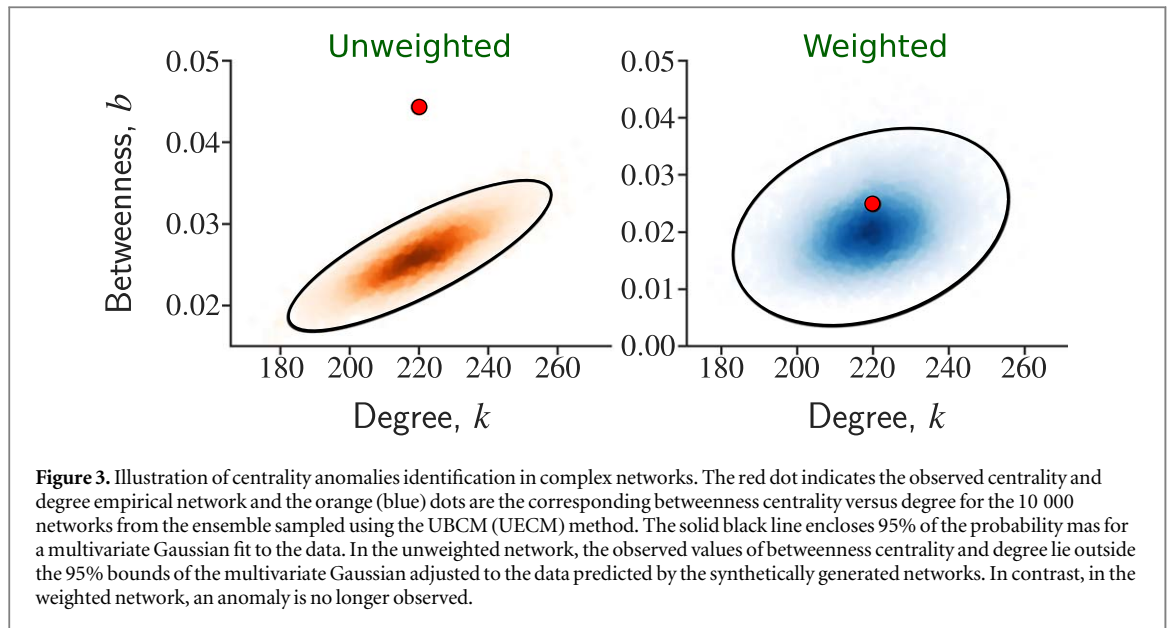 Unweighted
Weighted
0.05
0.04
0.03
0.02
Betweenness, b
180 200 220 240 260
Degree, k
0.05
0.04
0.03
0.02
0.01
0.00
180 200 220 240 260
Degree, k
Figure 3. Illustration of centrality anomalies identification in complex networks. The red dot indicates the observed centrality and
degree empirical network and the orange (blue) dots are the corresponding betweenness centrality versus degree for the 10 000
networks from the ensemble sampled using the UBCM (UECM) method. The solid black line encloses 95% of the probability mas for
a multivariate Gaussian fit to the data. In the unweighted network, the observed values of betweenness centrality and degree lie outside
the 95% bounds of the multivariate Gaussian adjusted to the data predicted by the synthetically generated networks. In contrast, in the
weighted network, an anomaly is no longer observed.